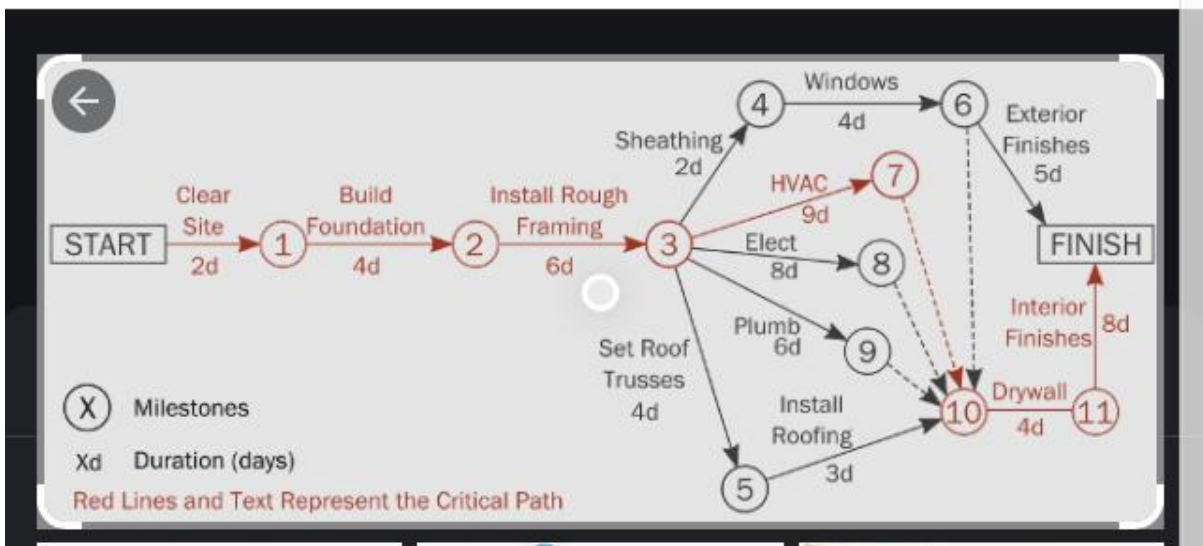 Windows
4d
4
6
Exterior
Finishes
5d
Sheathing
2d
Clear
Site
2d
Build
Foundation
4d
Install Rough
Framing
6d
HVAC
9d
7
START
1
2
3
Elect
8d
8
FINISH
Plumb
6d
9
Interior
Finishes
8d
Set Roof
Trusses
4d
Install
Roofing
3d
10
Drywall
4d
11
5
X Milestones
Xd Duration (days)
Red Lines and Text Represent the Critical Path